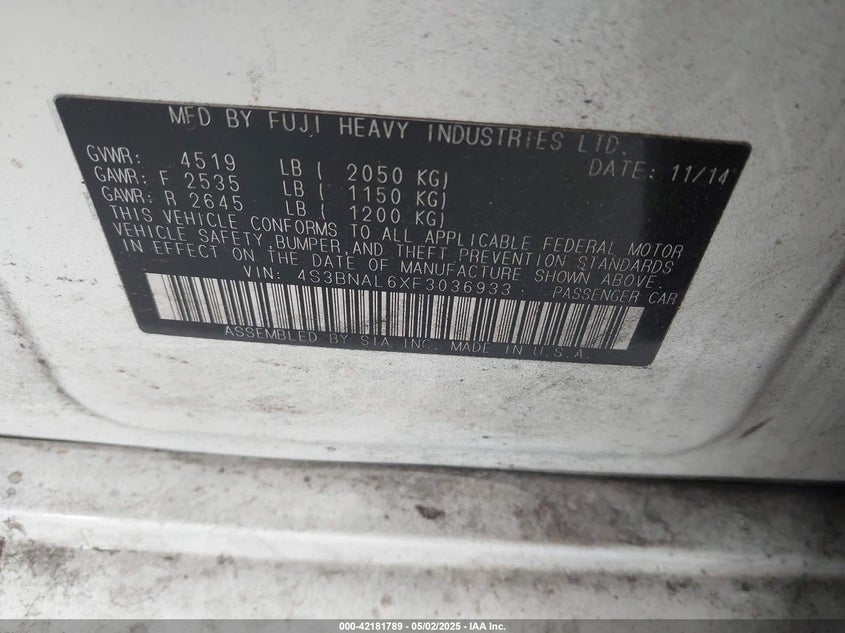 MFD BY FUJI HEAVY INDUSTRIES LTD.
GVWR: 4519 LB ( 2050 KG) DATE: 11/14
GAWR: F 2535 LB ( 1150 KG)
GAWR: R 2645 LB ( 1200 KG)
THIS VEHICLE CONFORMS TO ALL APPLICABLE FEDERAL MOTOR
VEHICLE SAFETY, BUMPER, AND THEFT PREVENTION STANDARDS
IN EFFECT ON THE DATE OF MANUFACTURE SHOWN ABOVE.
VIN: 4S3BNAL6XF3036933 PASSENGER CAR
ASSEMBLED BY SIA INC. MADE IN U.S.A.
000-42181789 - 05/02/2025 - IAA Inc.